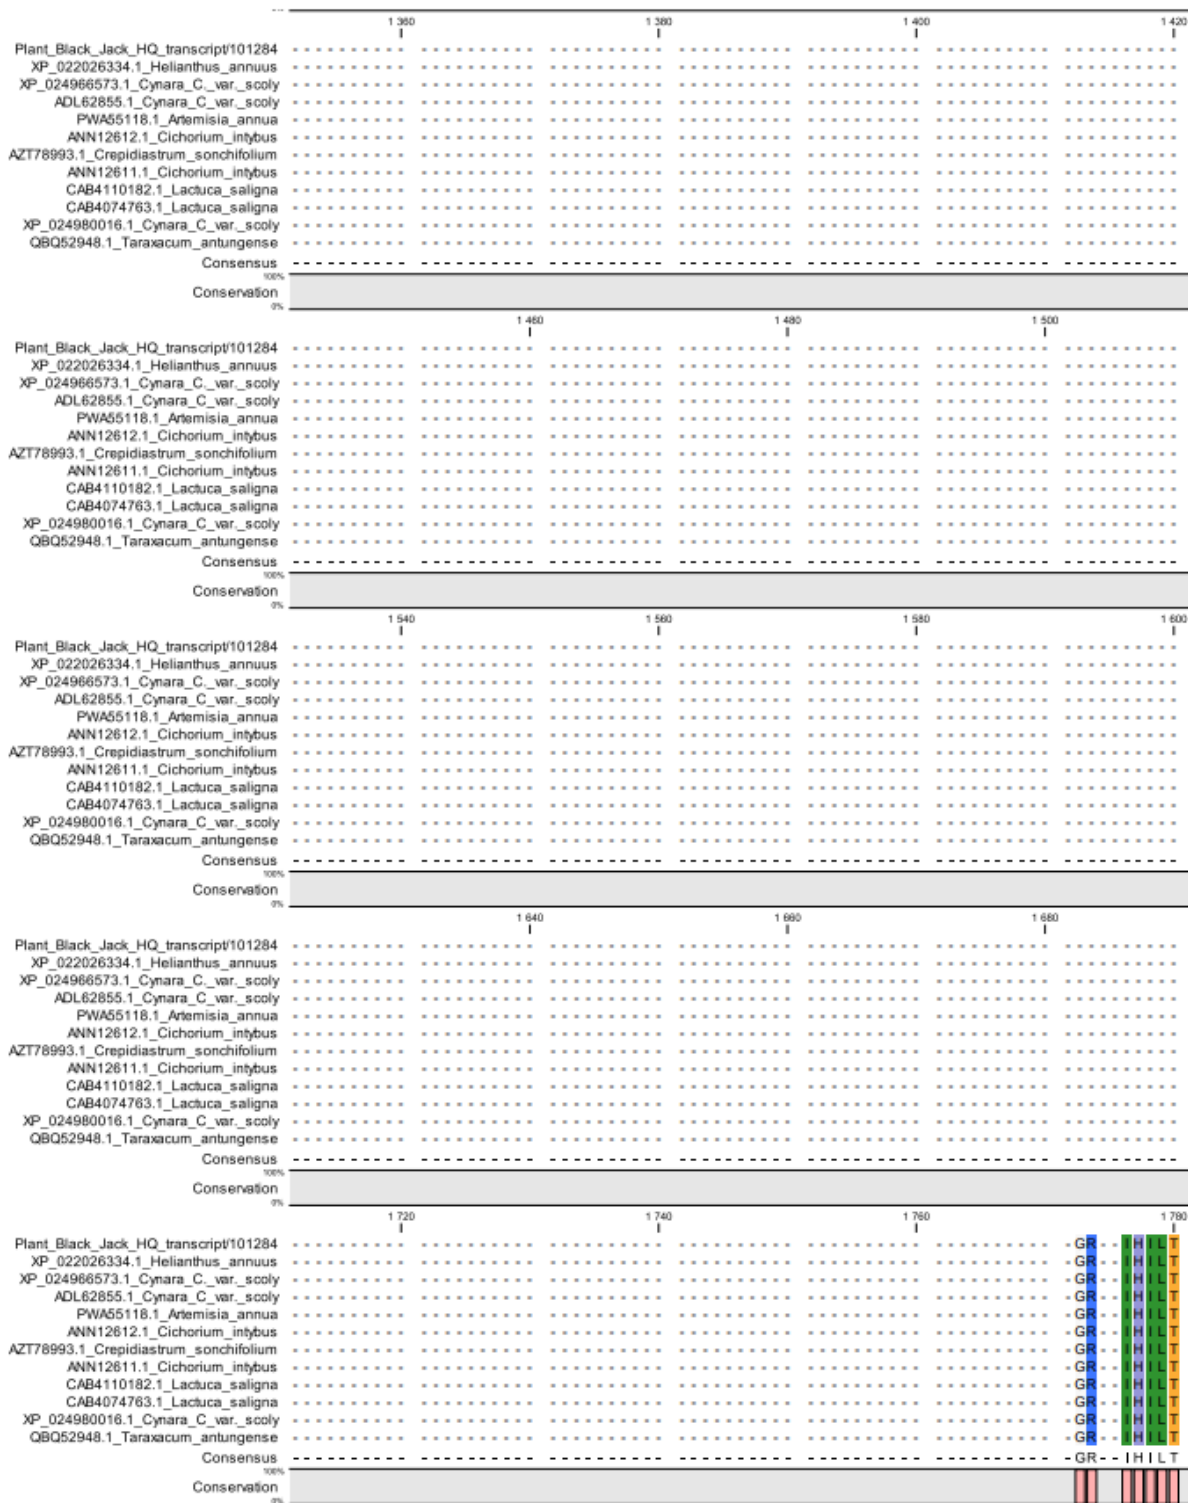 1 360 1 380 1 400 1 420
Plant_Black_Jack_HQ_transcript/101284
XP_022026334.1_Helianthus_annuus
XP_024966573.1_Cynara_C._var._scoly
ADL62855.1_Cynara_C_var._scoly
PWA55118.1_Artemisia_annua
ANN12612.1_Cichorium_intybus
AZT78993.1_Crepidiastrum_sonchifolium
ANN12611.1_Cichorium_intybus
CAB4110182.1_Lactuca_saligna
CAB4074763.1_Lactuca_saligna
XP_024980016.1_Cynara_C_var._scoly
QBQ52948.1_Taraxacum_antungense
Consensus
100%
Conservation
0%
1 460 1 480 1 500
Plant_Black_Jack_HQ_transcript/101284
XP_022026334.1_Helianthus_annuus
XP_024966573.1_Cynara_C._var._scoly
ADL62855.1_Cynara_C_var._scoly
PWA55118.1_Artemisia_annua
ANN12612.1_Cichorium_intybus
AZT78993.1_Crepidiastrum_sonchifolium
ANN12611.1_Cichorium_intybus
CAB4110182.1_Lactuca_saligna
CAB4074763.1_Lactuca_saligna
XP_024980016.1_Cynara_C_var._scoly
QBQ52948.1_Taraxacum_antungense
Consensus
100%
Conservation
0%
1 540 1 560 1 580 1 600
Plant_Black_Jack_HQ_transcript/101284
XP_022026334.1_Helianthus_annuus
XP_024966573.1_Cynara_C._var._scoly
ADL62855.1_Cynara_C_var._scoly
PWA55118.1_Artemisia_annua
ANN12612.1_Cichorium_intybus
AZT78993.1_Crepidiastrum_sonchifolium
ANN12611.1_Cichorium_intybus
CAB4110182.1_Lactuca_saligna
CAB4074763.1_Lactuca_saligna
XP_024980016.1_Cynara_C_var._scoly
QBQ52948.1_Taraxacum_antungense
Consensus
100%
Conservation
0%
1 640 1 660 1 680
Plant_Black_Jack_HQ_transcript/101284
XP_022026334.1_Helianthus_annuus
XP_024966573.1_Cynara_C._var._scoly
ADL62855.1_Cynara_C_var._scoly
PWA55118.1_Artemisia_annua
ANN12612.1_Cichorium_intybus
AZT78993.1_Crepidiastrum_sonchifolium
ANN12611.1_Cichorium_intybus
CAB4110182.1_Lactuca_saligna
CAB4074763.1_Lactuca_saligna
XP_024980016.1_Cynara_C_var._scoly
QBQ52948.1_Taraxacum_antungense
Consensus
100%
Conservation
0%
1 720 1 740 1 760 1 780
Plant_Black_Jack_HQ_transcript/101284 GR - - IHILT
XP_022026334.1_Helianthus_annuus GR - - IHILT
XP_024966573.1_Cynara_C._var._scoly GR - - IHILT
ADL62855.1_Cynara_C_var._scoly GR - - IHILT
PWA55118.1_Artemisia_annua GR - - IHILT
ANN12612.1_Cichorium_intybus GR - - IHILT
AZT78993.1_Crepidiastrum_sonchifolium GR - - IHILT
ANN12611.1_Cichorium_intybus GR - - IHILT
CAB4110182.1_Lactuca_saligna GR - - IHILT
CAB4074763.1_Lactuca_saligna GR - - IHILT
XP_024980016.1_Cynara_C_var._scoly GR - - IHILT
QBQ52948.1_Taraxacum_antungense GR - - IHILT
Consensus GR - - IHILT
100%
Conservation
0%